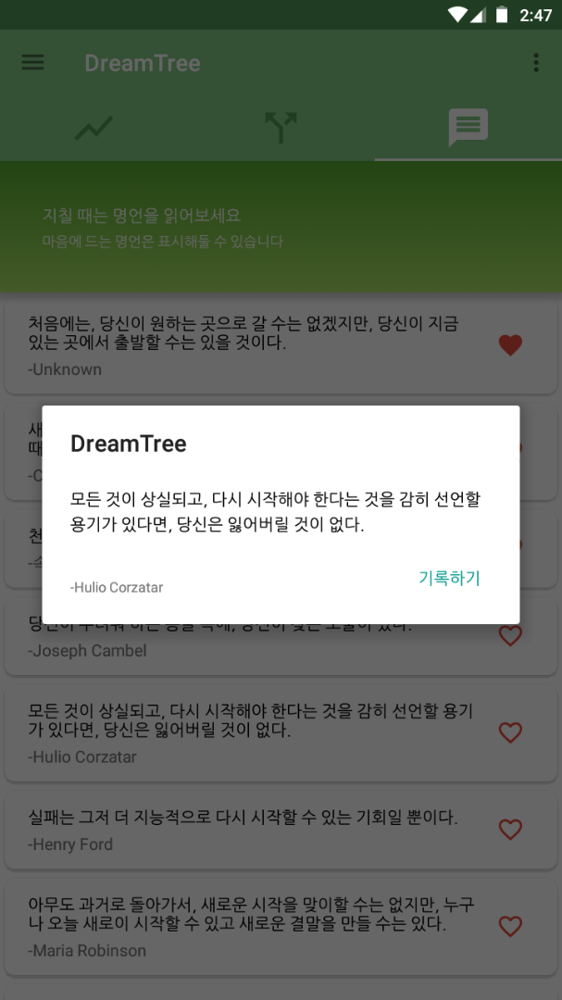 2:47
DreamTree
지칠 때는 명언을 읽어보세요
마음에 드는 명언은 표시해둘 수 있습니다
처음에는, 당신이 원하는 곳으로 갈 수는 없겠지만, 당신이 지금
있는 곳에서 출발할 수는 있을 것이다.
-Unknown
DreamTree
모든 것이 상실되고, 다시 시작해야 한다는 것을 감히 선언할
용기가 있다면, 당신은 잃어버릴 것이 없다.
-Hulio Corzatar
기록하기
-Joseph Cambel
모든 것이 상실되고, 다시 시작해야 한다는 것을 감히 선언할 용기
가 있다면, 당신은 잃어버릴 것이 없다.
-Hulio Corzatar
실패는 그저 더 지능적으로 다시 시작할 수 있는 기회일 뿐이다.
-Henry Ford
아무도 과거로 돌아가서, 새로운 시작을 맞이할 수는 없지만, 누구
나 오늘 새로이 시작할 수 있고 새로운 결말을 만들 수는 있다.
-Maria Robinson